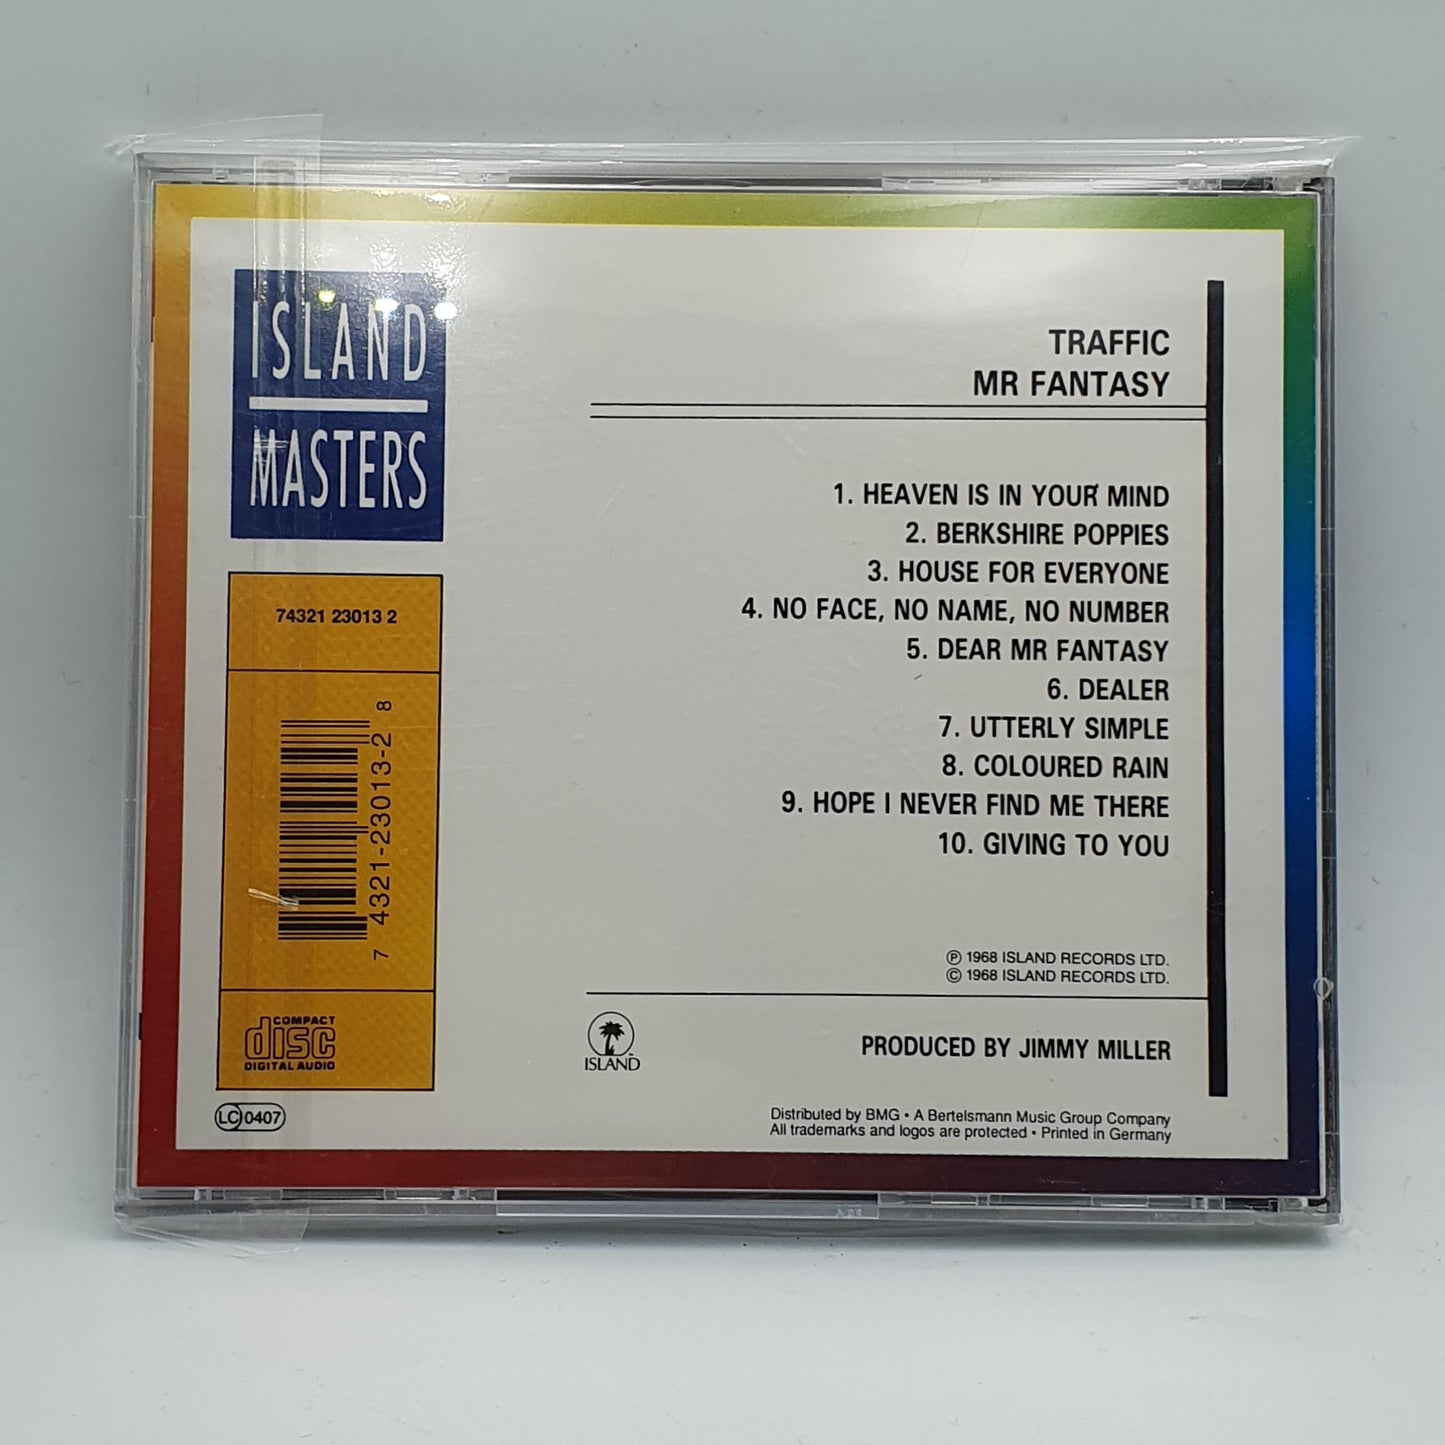 ISLAND
MASTERS
74321 23013 2
7 4321-23013-2 8
COMPACT
disc
DIGITAL AUDIO
LC 0407
TRAFFIC
MR FANTASY
1. HEAVEN IS IN YOUR MIND
2. BERKSHIRE POPPIES
3. HOUSE FOR EVERYONE
4. NO FACE, NO NAME, NO NUMBER
5. DEAR MR FANTASY
6. DEALER
7. UTTERLY SIMPLE
8. COLOURED RAIN
9. HOPE I NEVER FIND ME THERE
10. GIVING TO YOU
℗ 1968 ISLAND RECORDS LTD.
© 1968 ISLAND RECORDS LTD.
ISLAND
PRODUCED BY JIMMY MILLER
Distributed by BMG • A Bertelsmann Music Group Company
All trademarks and logos are protected • Printed in Germany